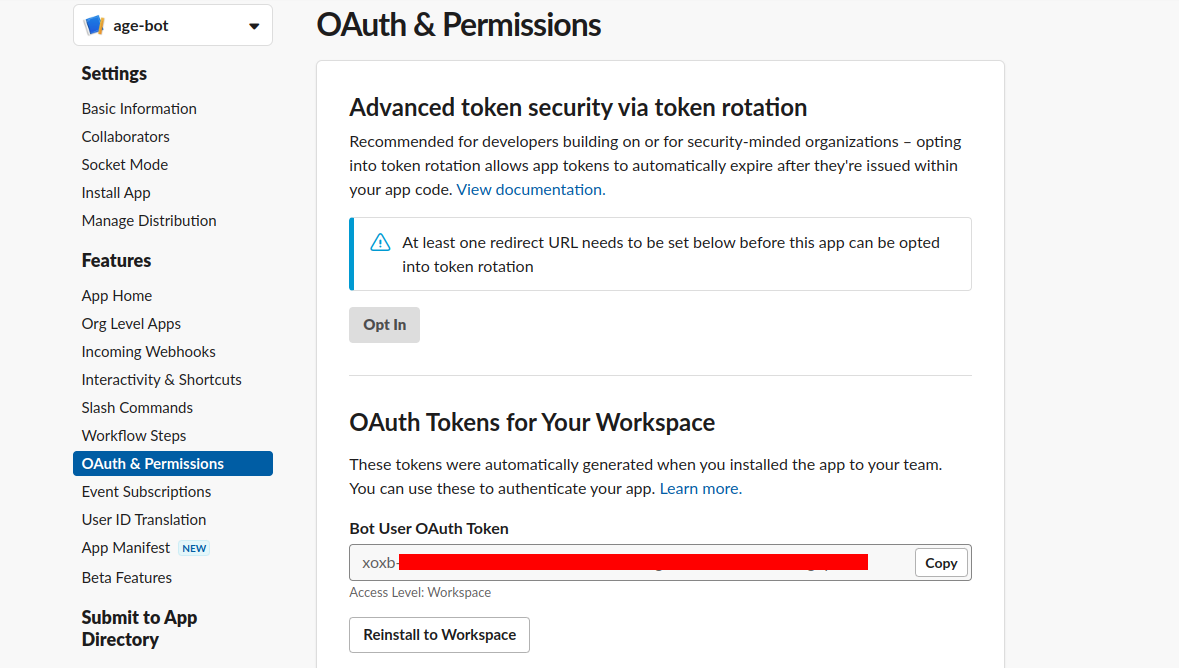 age-bot
Settings
Basic Information
Collaborators
Socket Mode
Install App
Manage Distribution
Features
App Home
Org Level Apps
Incoming Webhooks
Interactivity & Shortcuts
Slash Commands
Workflow Steps
OAuth & Permissions
Event Subscriptions
User ID Translation
App Manifest NEW
Beta Features
Submit to App
Directory
OAuth & Permissions
Advanced token security via token rotation
Recommended for developers building on or for security-minded organizations – opting
into token rotation allows app tokens to automatically expire after they're issued within
your app code. View documentation.
At least one redirect URL needs to be set below before this app can be opted
into token rotation
Opt In
OAuth Tokens for Your Workspace
These tokens were automatically generated when you installed the app to your team.
You can use these to authenticate your app. Learn more.
Bot User OAuth Token
xoxb-
Copy
Access Level: Workspace
Reinstall to Workspace